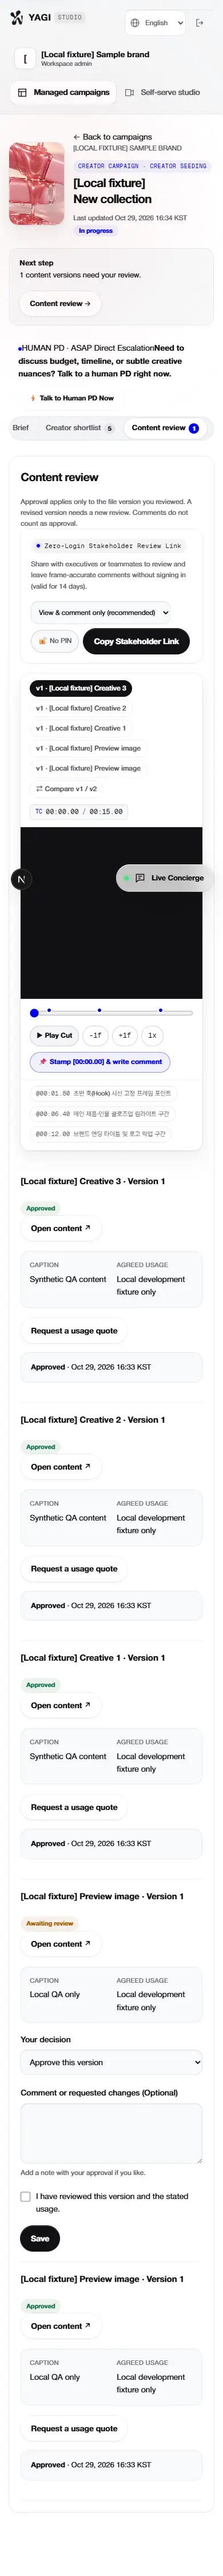 YAGI STUDIO
English
[
[Local fixture] Sample brand
Workspace admin
Managed campaigns
Self-serve studio
← Back to campaigns
[LOCAL FIXTURE] SAMPLE BRAND
CREATOR CAMPAIGN · CREATOR SEEDING
[Local fixture]
New collection
Last updated Oct 29, 2026 16:34 KST
In progress
Next step
1 content versions need your review.
Content review →
HUMAN PD · ASAP Direct EscalationNeed to
discuss budget, timeline, or subtle creative
nuances? Talk to a human PD right now.
⚡ Talk to Human PD Now
Brief
Creator shortlist 5
Content review 1
Content review
Approval applies only to the file version you reviewed. A
revised version needs a new review. Comments do not
count as approval.
Zero-Login Stakeholder Review Link
Share with executives or teammates to review and
leave frame-accurate comments without signing in
(valid for 14 days).
View & comment only (recommended)
🔓 No PIN
Copy Stakeholder Link
v1 · [Local fixture] Creative 3
v1 · [Local fixture] Creative 2
v1 · [Local fixture] Creative 1
v1 · [Local fixture] Preview image
v1 · [Local fixture] Preview image
⇄ Compare v1 / v2
TC 00:00.00 / 00:15.00
N
Live Concierge
▶ Play Cut
-1f
+1f
1x
📌 Stamp [00:00.00] & write comment
@00:01.80 초반 훅(Hook) 시선 고정 프레임 포인트
@00:06.40 메인 제품·인물 클로즈업 림라이트 구간
@00:12.00 브랜드 엔딩 타이틀 및 로고 락업 구간
[Local fixture] Creative 3 · Version 1
Approved
Open content ↗
CAPTION
Synthetic QA content
AGREED USAGE
Local development
fixture only
Request a usage quote
Approved · Oct 29, 2026 16:33 KST
[Local fixture] Creative 2 · Version 1
Approved
Open content ↗
CAPTION
Synthetic QA content
AGREED USAGE
Local development
fixture only
Request a usage quote
Approved · Oct 29, 2026 16:33 KST
[Local fixture] Creative 1 · Version 1
Approved
Open content ↗
CAPTION
Synthetic QA content
AGREED USAGE
Local development
fixture only
Request a usage quote
Approved · Oct 29, 2026 16:33 KST
[Local fixture] Preview image · Version 1
Awaiting review
Open content ↗
CAPTION
Local QA only
AGREED USAGE
Local development
fixture only
Your decision
Approve this version
Comment or requested changes (Optional)
Add a note with your approval if you like.
I have reviewed this version and the stated
usage.
Save
[Local fixture] Preview image · Version 1
Approved
Open content ↗
CAPTION
Local QA only
AGREED USAGE
Local development
fixture only
Request a usage quote
Approved · Oct 29, 2026 16:33 KST